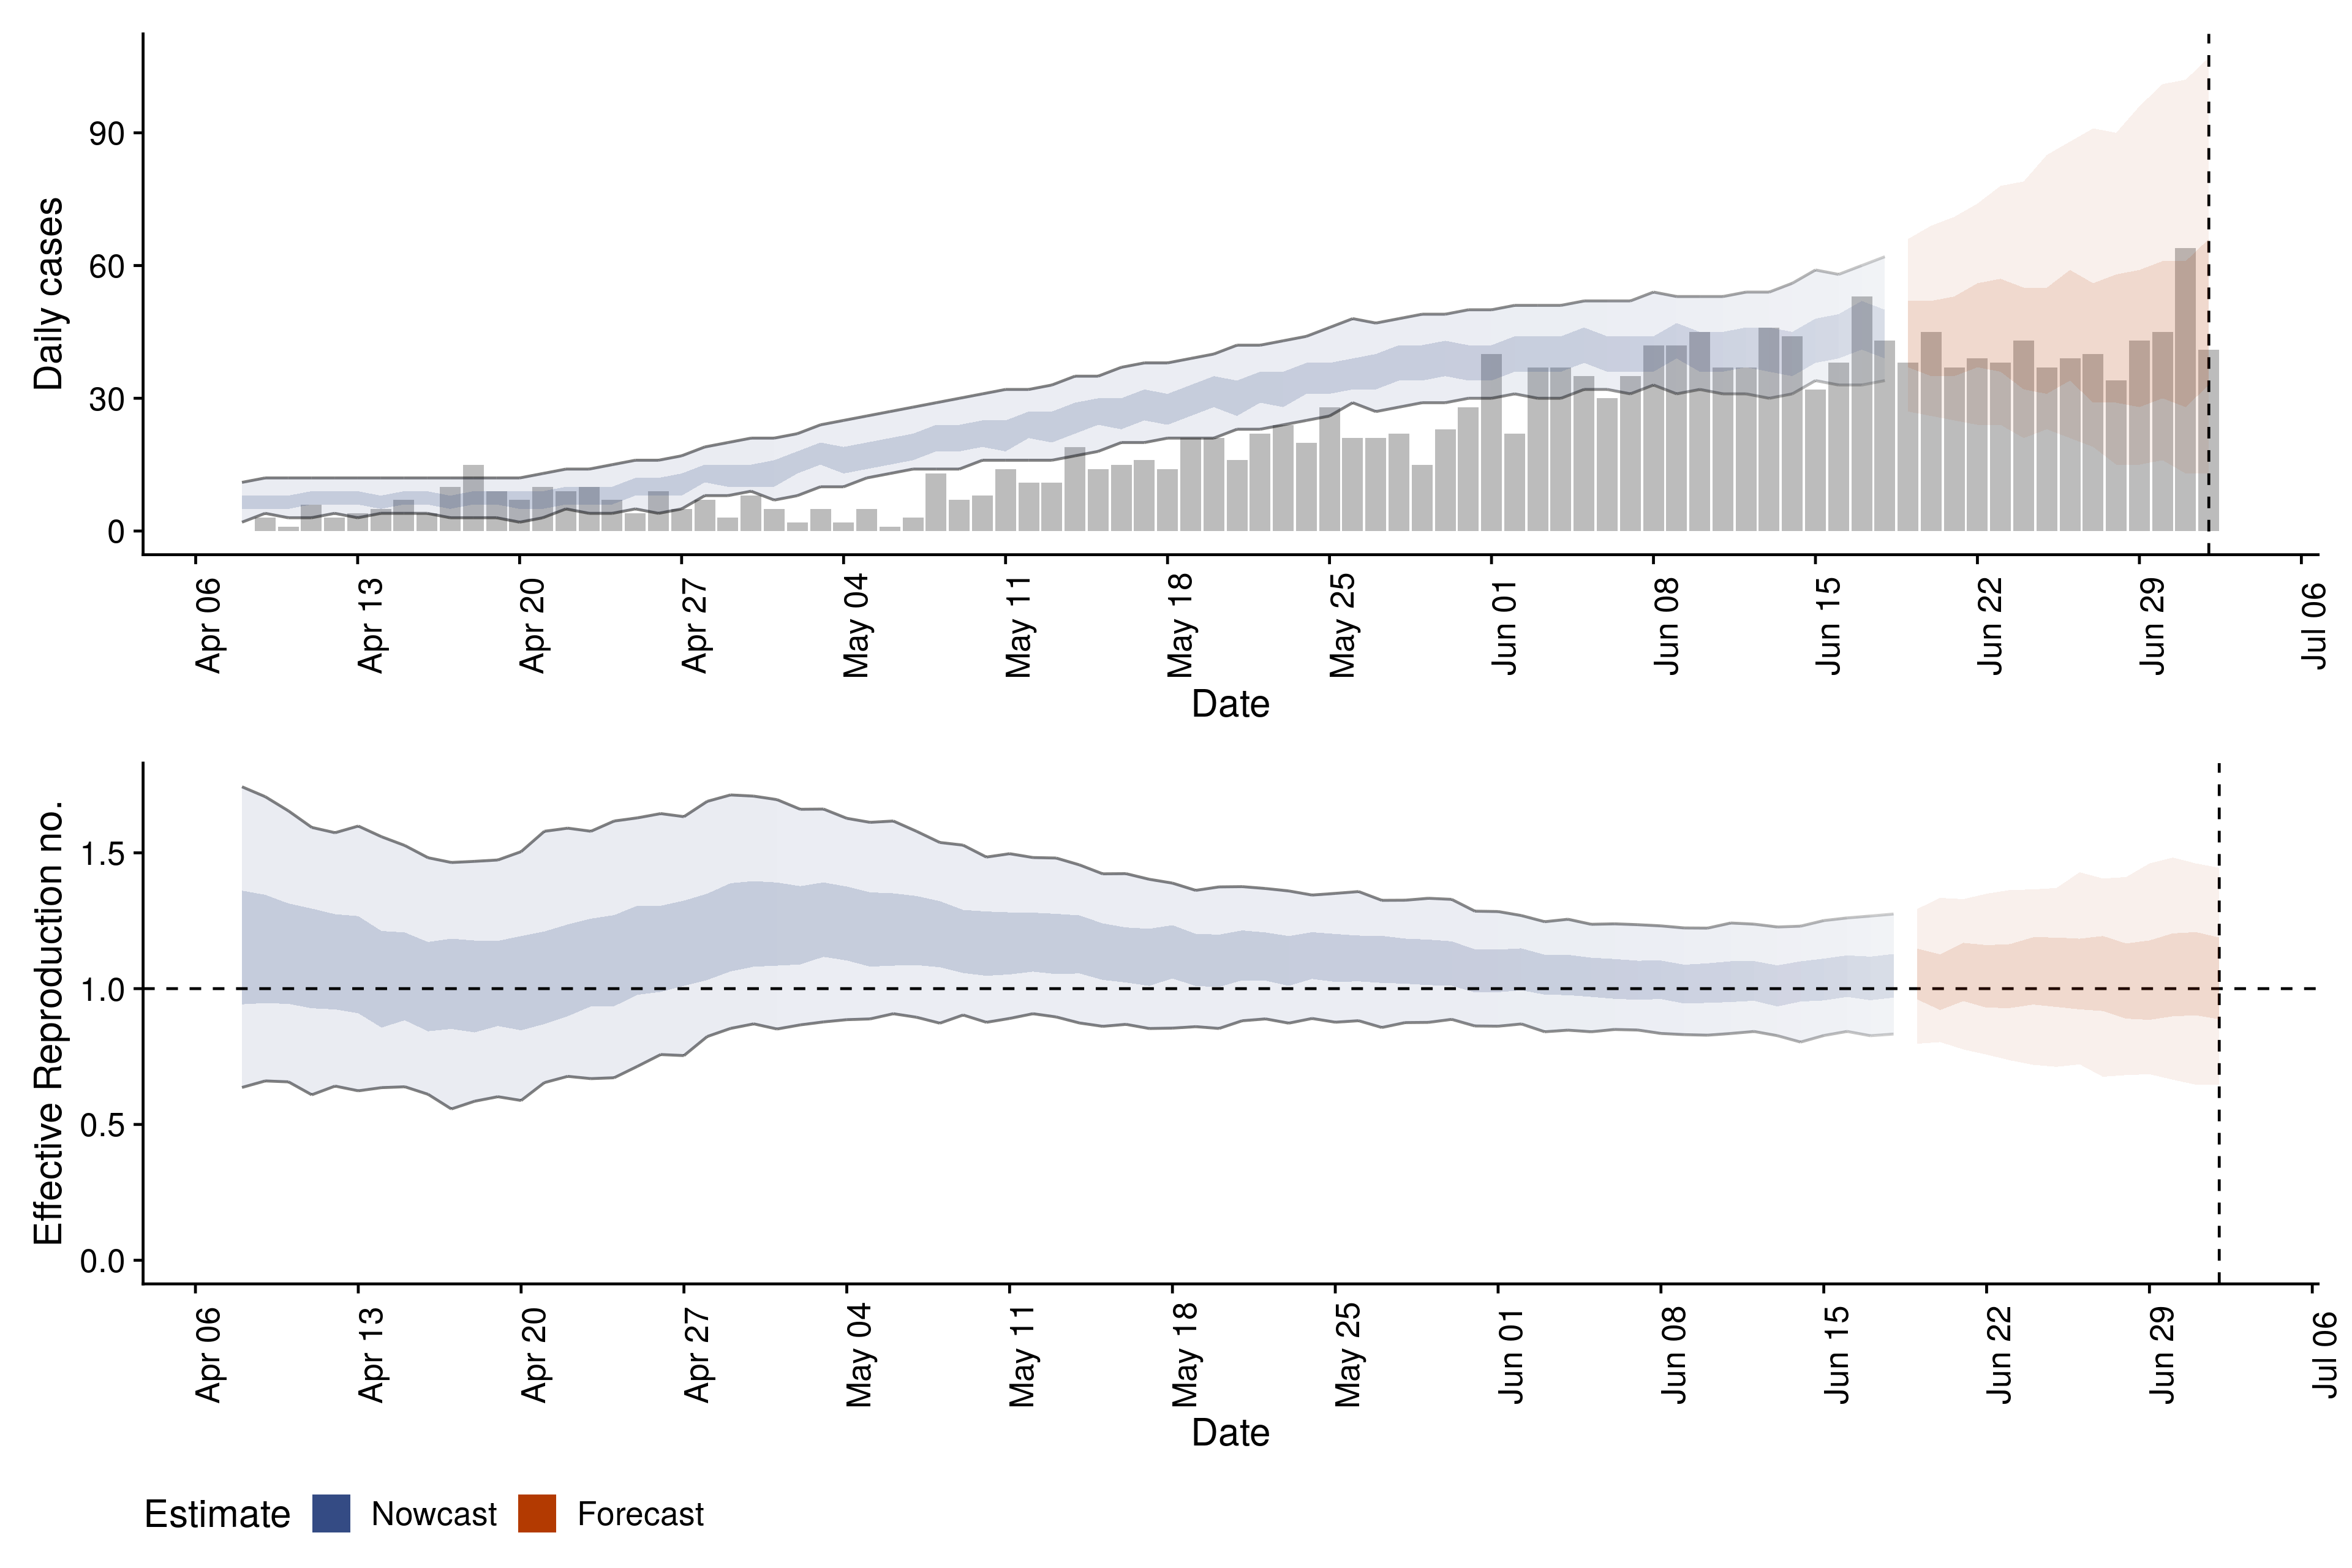 Daily cases
90
60
30
0
Apr 06 Apr 13 Apr 20 Apr 27 May 04 May 11 May 18 May 25 Jun 01 Jun 08 Jun 15 Jun 22 Jun 29 Jul 06
Date
Effective Reproduction no.
1.5
1.0
0.5
0.0
Apr 06 Apr 13 Apr 20 Apr 27 May 04 May 11 May 18 May 25 Jun 01 Jun 08 Jun 15 Jun 22 Jun 29 Jul 06
Date
Estimate Nowcast Forecast